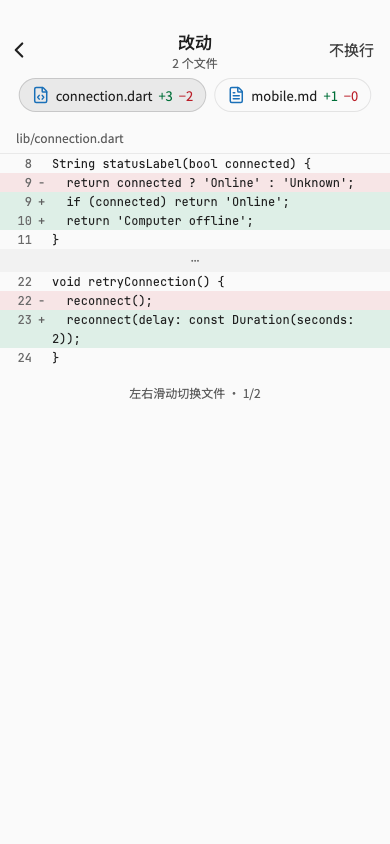 改动
2 个文件
不换行
connection.dart +3 −2
mobile.md +1 −0
lib/connection.dart
8 String statusLabel(bool connected) {
9 - return connected ? 'Online' : 'Unknown';
9 + if (connected) return 'Online';
10 + return 'Computer offline';
11 }
…
22 void retryConnection() {
22 - reconnect();
23 + reconnect(delay: const Duration(seconds:
2));
24 }
左右滑动切换文件 · 1/2